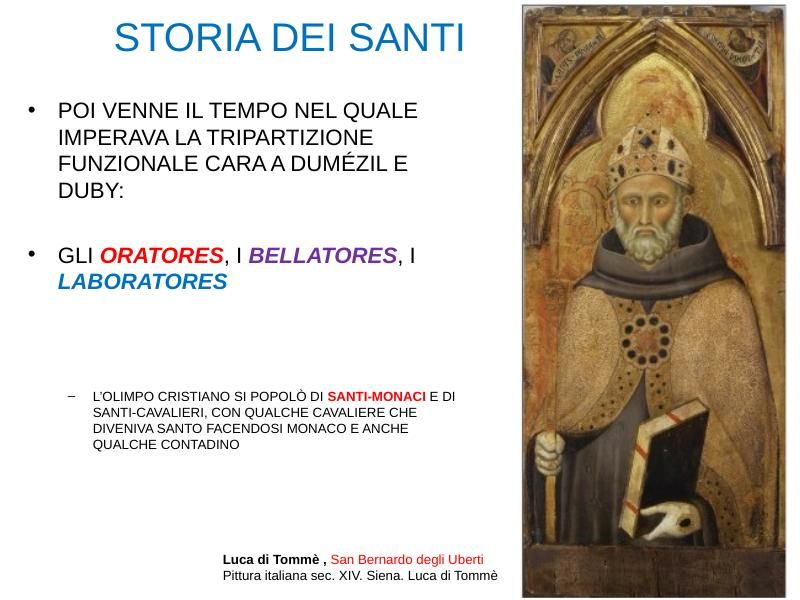 STORIA DEI SANTI
• POI VENNE IL TEMPO NEL QUALE
IMPERAVA LA TRIPARTIZIONE
FUNZIONALE CARA A DUMÉZIL E
DUBY:
• GLI ORATORES, I BELLATORES, I
LABORATORES
– L'OLIMPO CRISTIANO SI POPOLÒ DI SANTI-MONACI E DI
SANTI-CAVALIERI, CON QUALCHE CAVALIERE CHE
DIVENIVA SANTO FACENDOSI MONACO E ANCHE
QUALCHE CONTADINO
Luca di Tommè , San Bernardo degli Uberti
Pittura italiana sec. XIV. Siena. Luca di Tommè